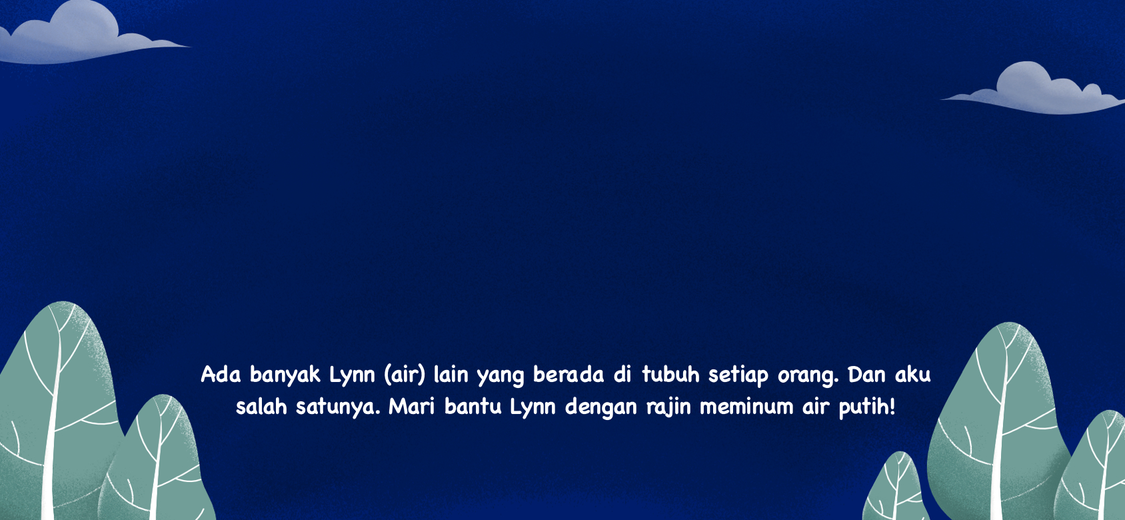 Ada banyak Lynn (air) lain yang berada di tubuh setiap orang. Dan aku
salah satunya. Mari bantu Lynn dengan rajin meminum air putih!